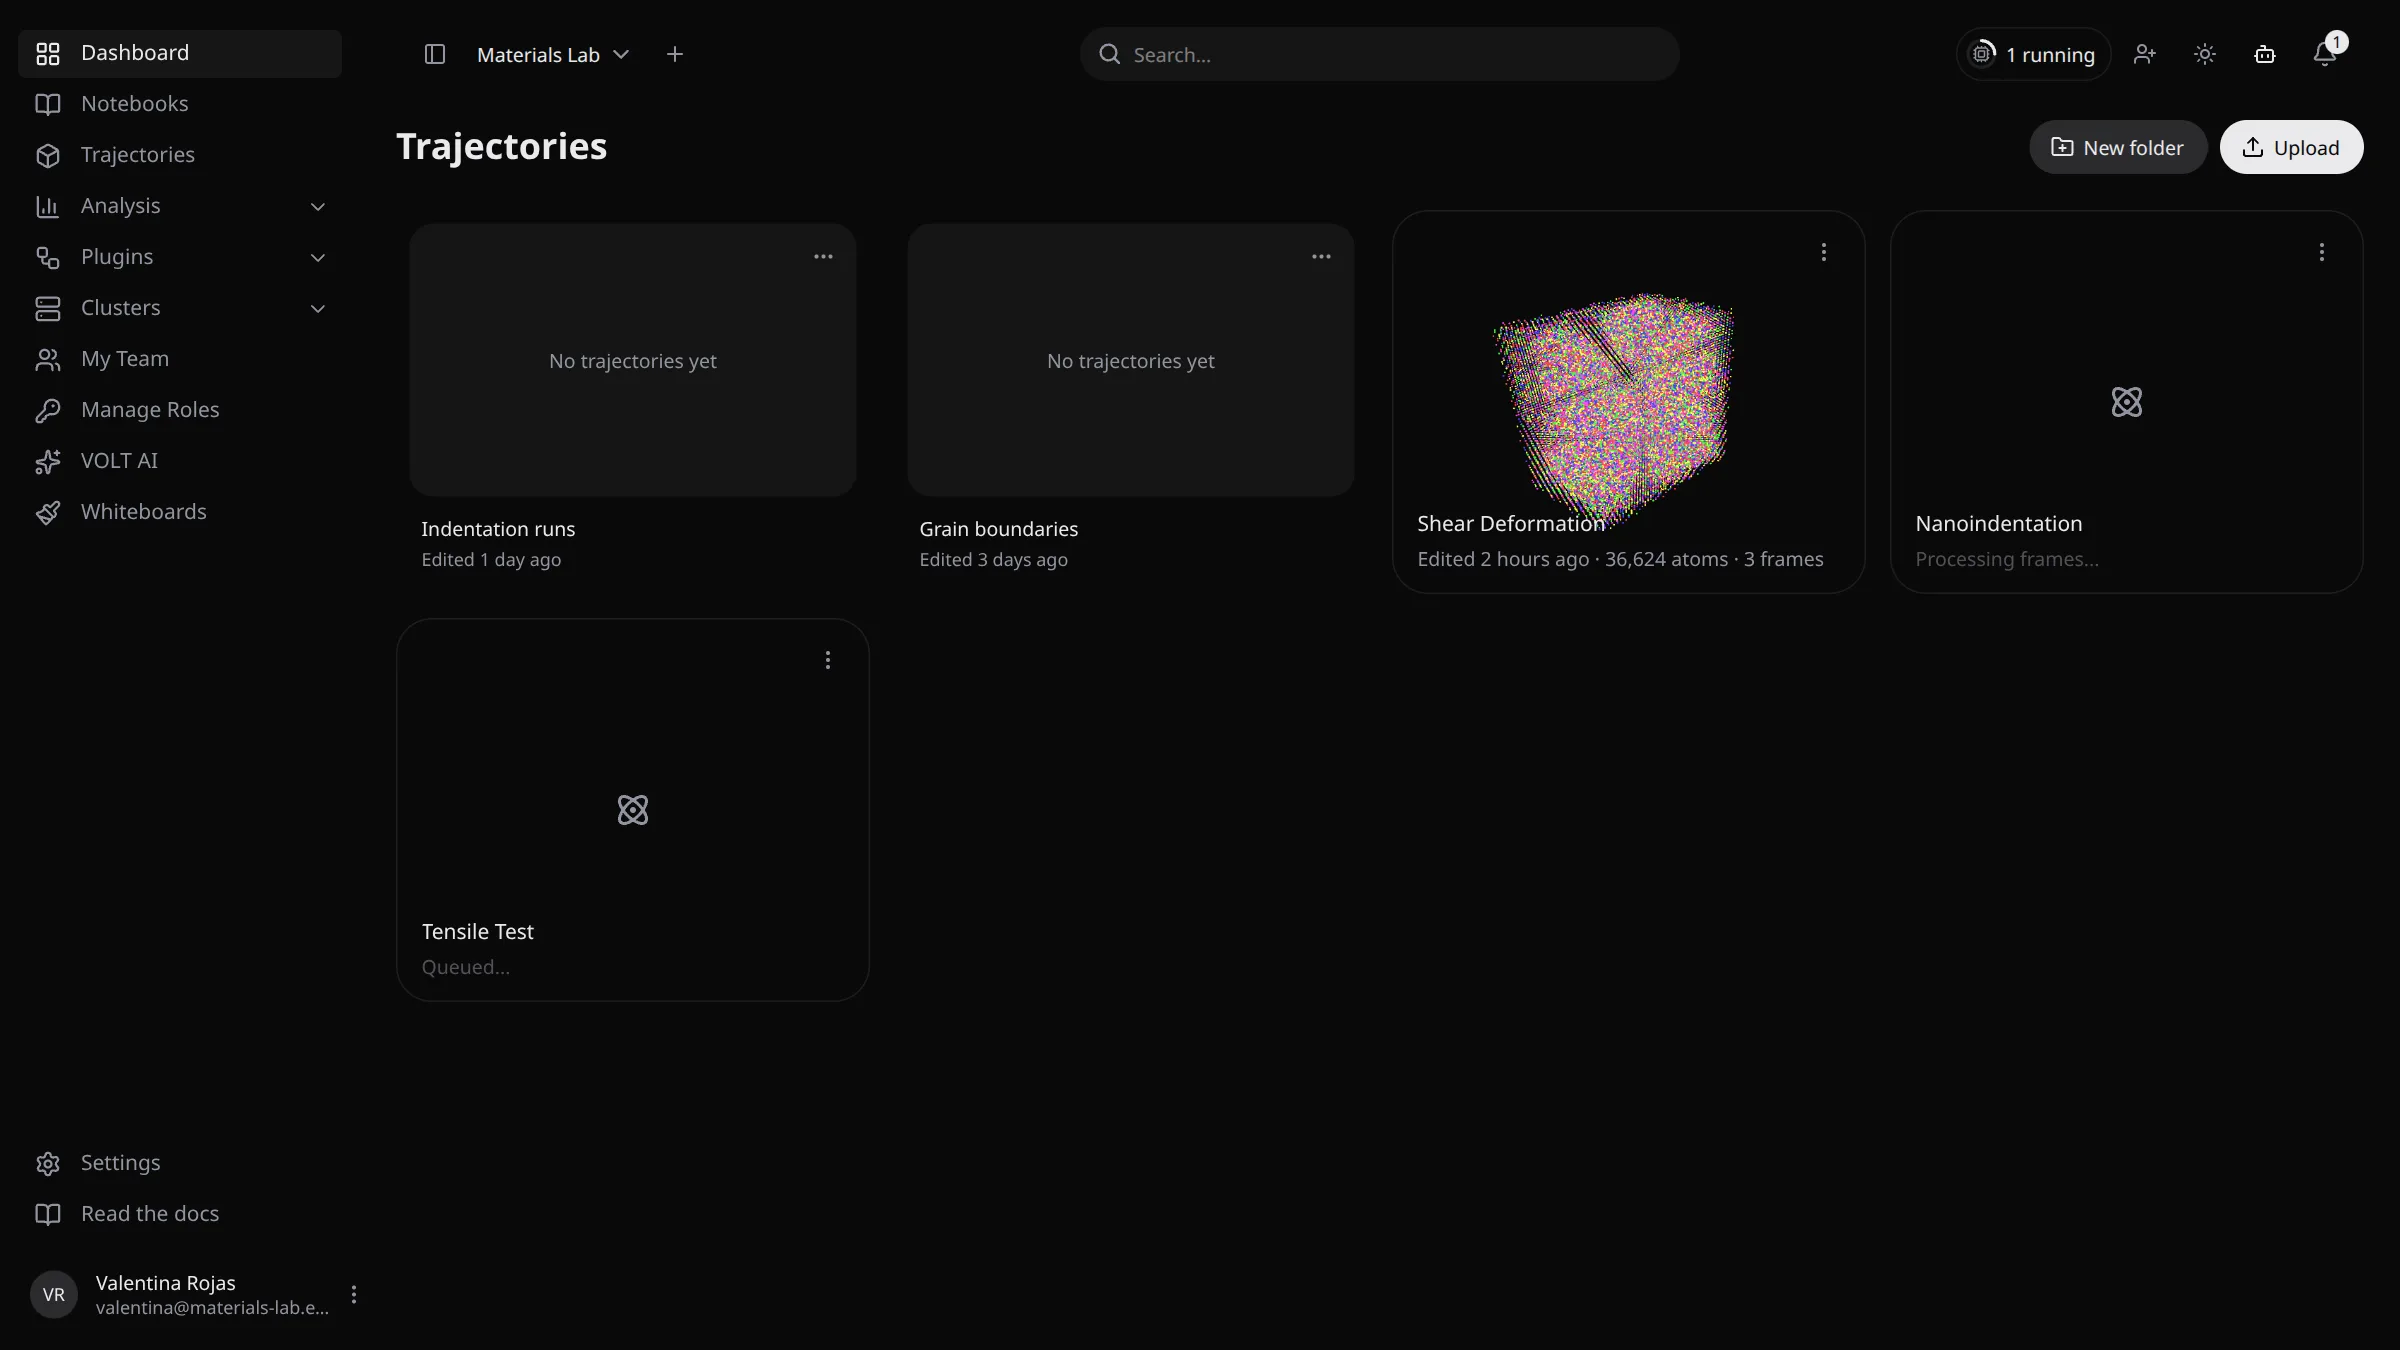 Dashboard
Notebooks
Trajectories
Analysis
Plugins
Clusters
My Team
Manage Roles
VOLT AI
Whiteboards
Settings
Read the docs
VR
Valentina Rojas
valentina@materials-lab.e...
Materials Lab
Search...
1 running
1
Trajectories
New folder
Upload
No trajectories yet
Indentation runs
Edited 1 day ago
No trajectories yet
Grain boundaries
Edited 3 days ago
Shear Deformation
Edited 2 hours ago · 36,624 atoms · 3 frames
Nanoindentation
Processing frames...
Tensile Test
Queued...